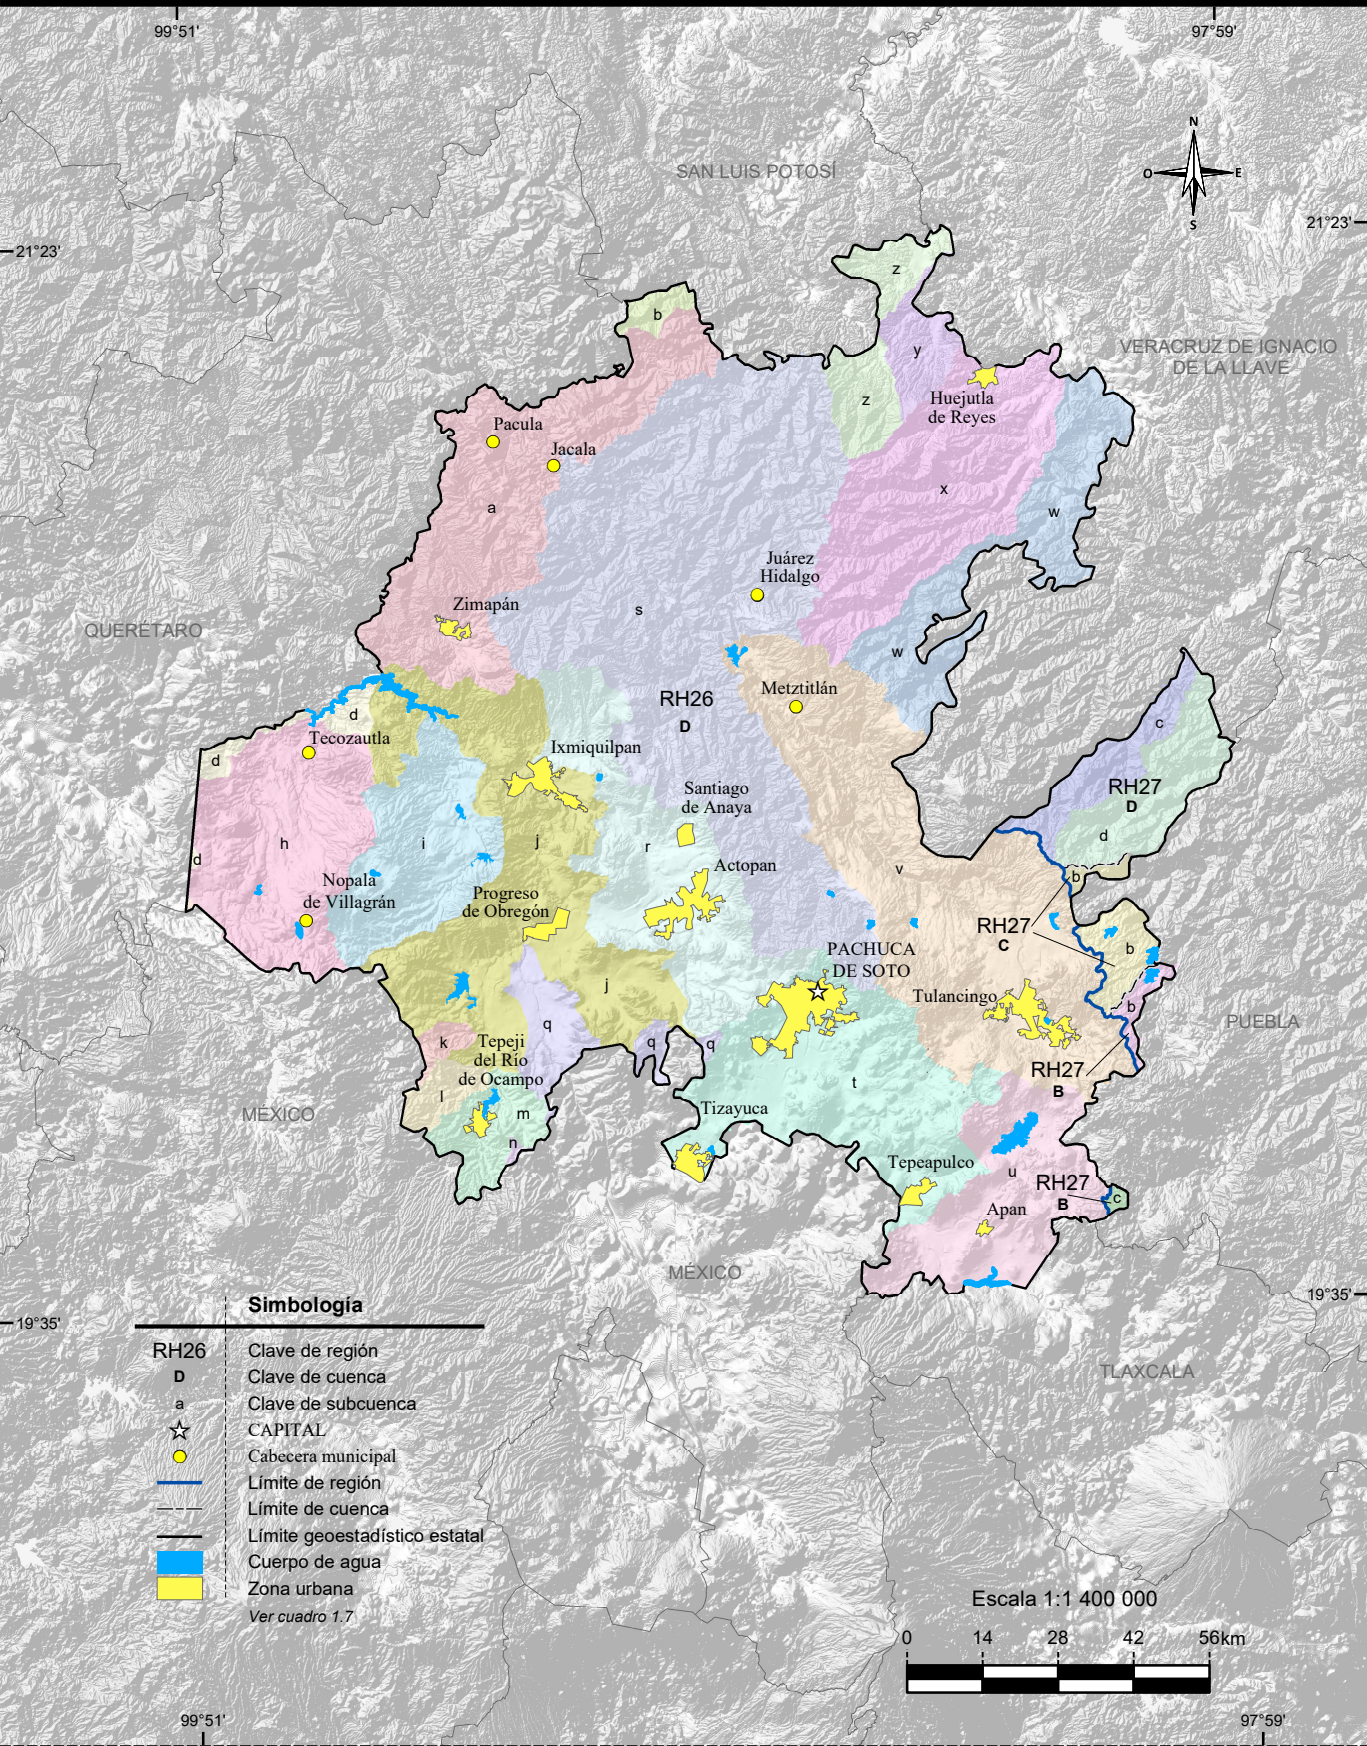 99°51'
97°59'
SAN LUIS POTOSÍ
N
O
E
S
21°23'
21°23'
z
b
y
VERACRUZ DE IGNACIO
DE LA LLAVE
z
Huejutla
de Reyes
Pacula
Jacala
x
a
w
Juárez
Hidalgo
Zimapán
s
QUERÉTARO
w
Metztitlán
RH26
D
d
c
Tecozautla
Ixmiquilpan
d
Santiago
de Anaya
RH27
D
h
i
j
r
d
d
Actopan
v
b
Nopala
de Villagrán
Progreso
de Obregón
RH27
C
b
PACHUCA
DE SOTO
j
Tulancingo
b
q
PUEBLA
k
Tepeji
del Río
de Ocampo
q
q
RH27
B
t
l
m
MÉXICO
Tizayuca
n
Tepeapulco
u
RH27
B
c
Apan
MÉXICO
Simbología
19°35'
19°35'
RH26
Clave de región
D
Clave de cuenca
a
Clave de subcuenca
CAPITAL
Cabecera municipal
Límite de región
Límite de cuenca
Límite geoestadístico estatal
Cuerpo de agua
Zona urbana
Ver cuadro 1.7
TLAXCALA
Escala 1:1 400 000
0 14 28 42 56km
99°51'
97°59'